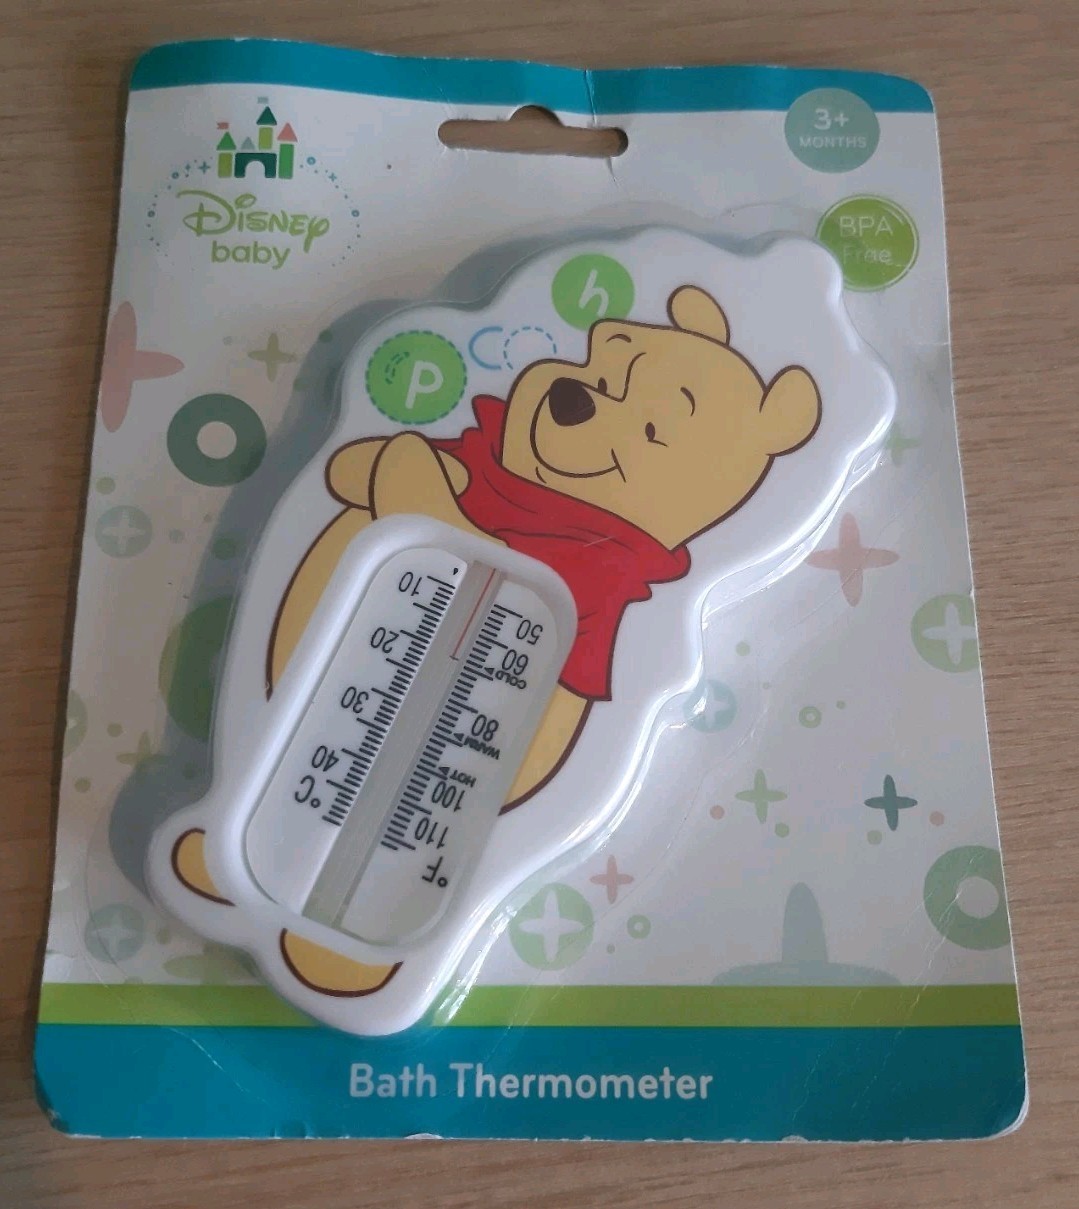 3+
MONTHS
Disney
baby
BPA
Free
h
p
10
20
30
40
°C
50
60
COLD
80
WARM
HOT
100
110
°F
Bath Thermometer